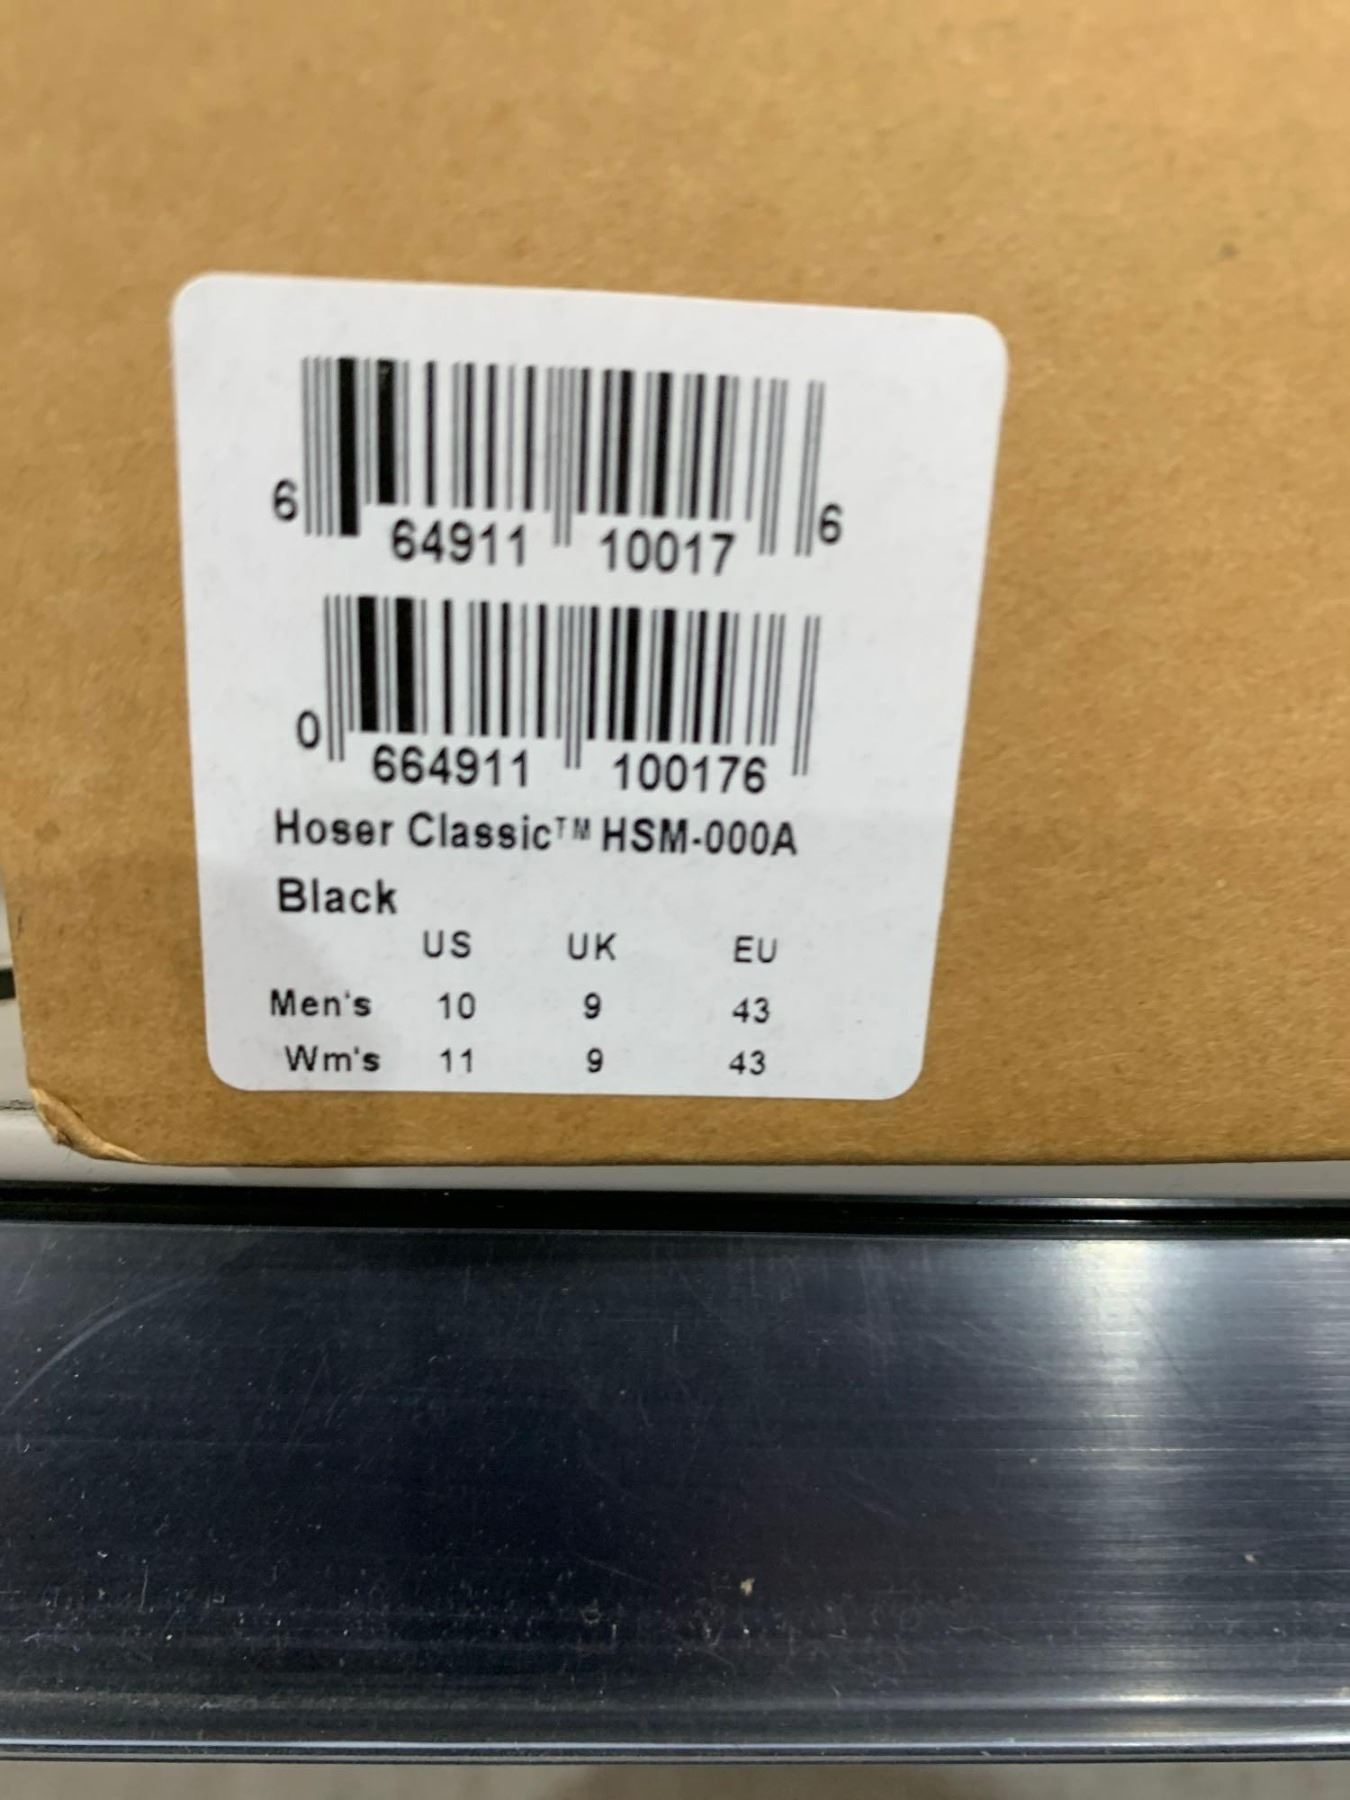 6 64911 10017 6
0 664911 100176
Hoser Classic™ HSM-000A
Black
US UK EU
Men's 10 9 43
Wm's 11 9 43